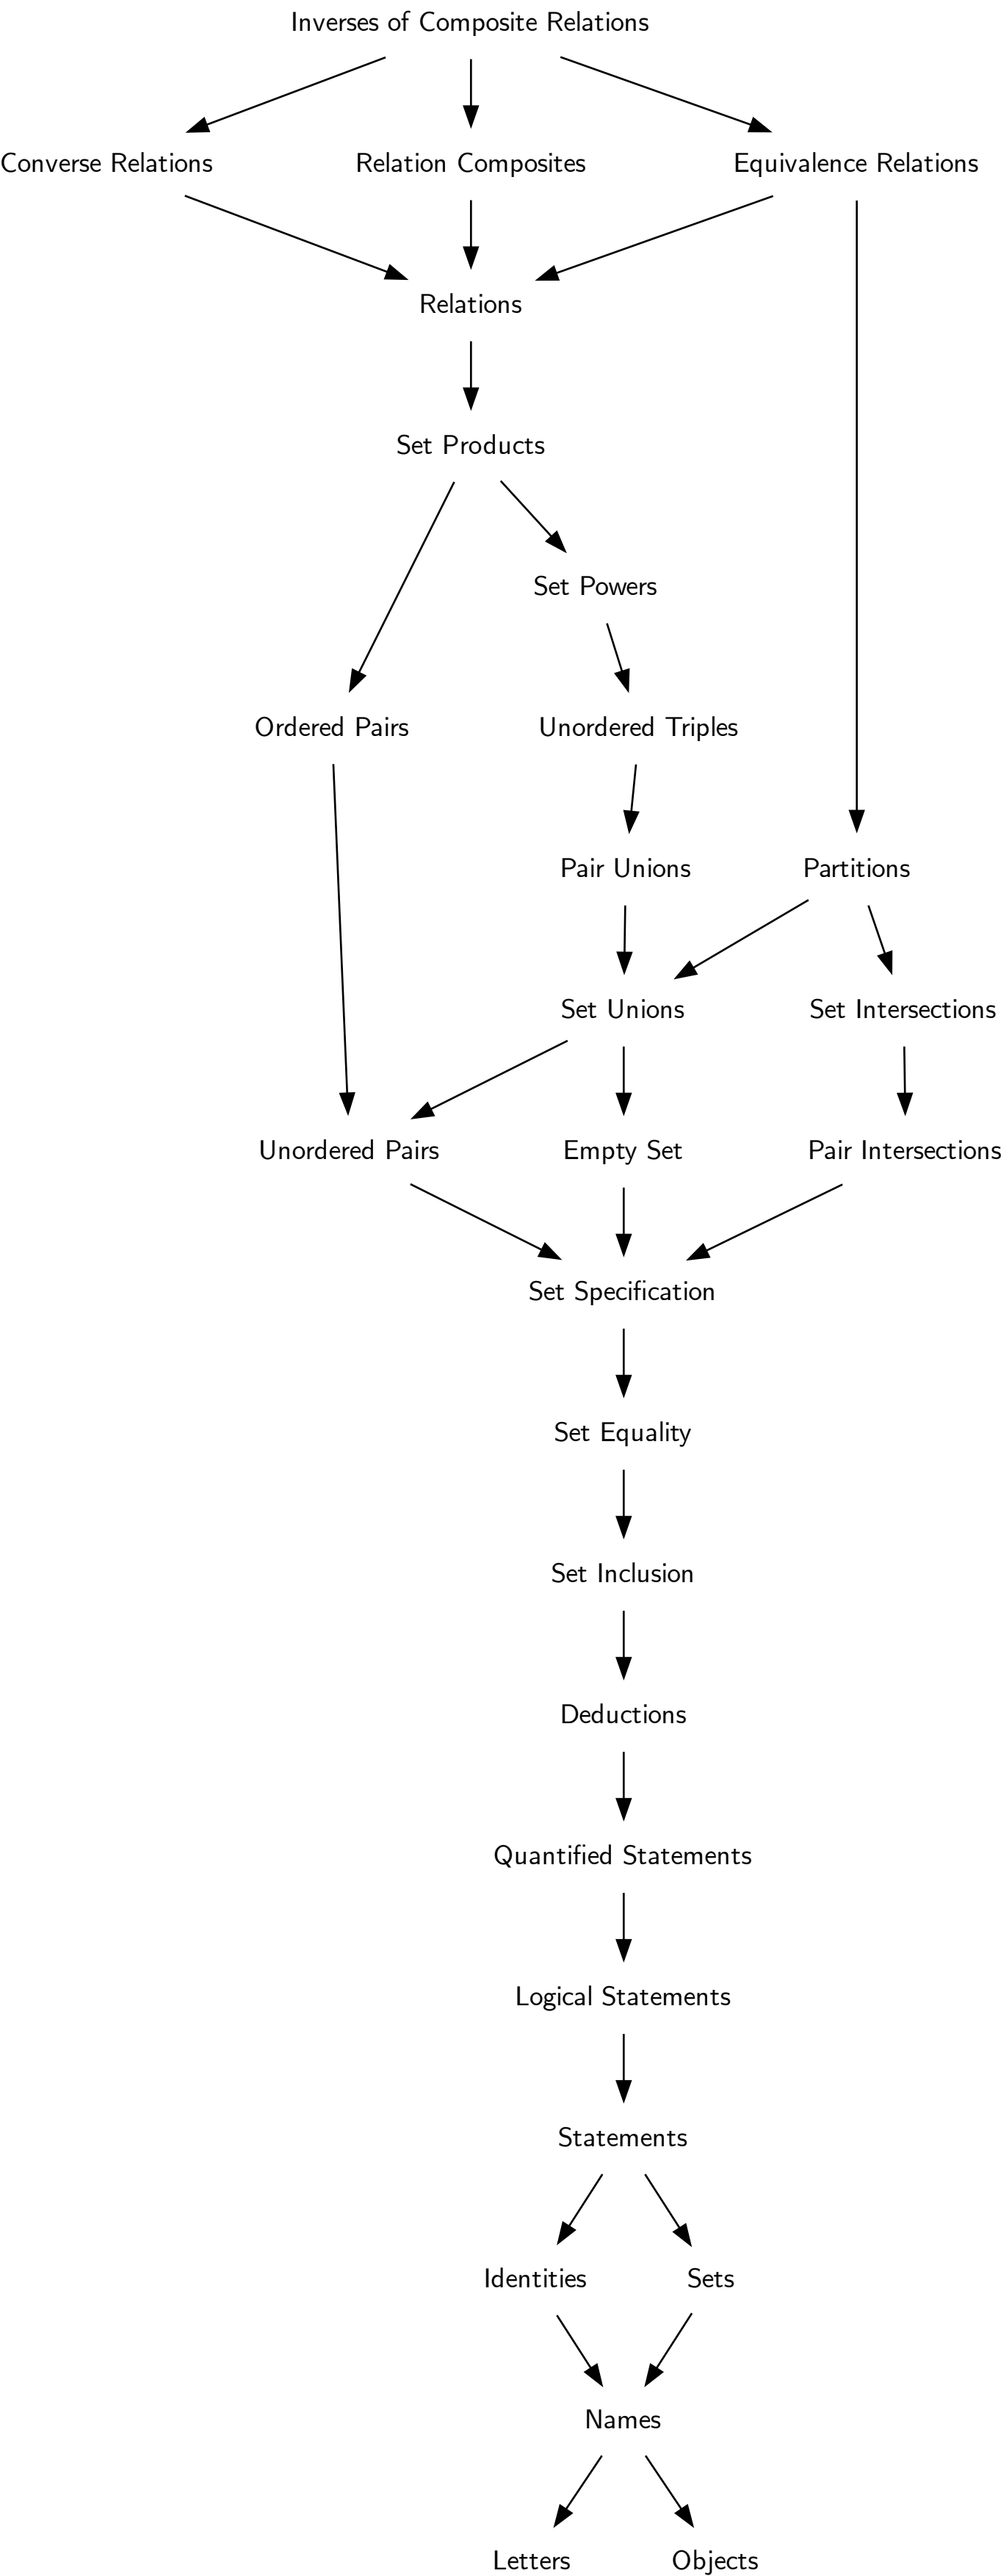 Inverses of Composite Relations
Converse Relations
Relation Composites
Equivalence Relations
Relations
Set Products
Set Powers
Ordered Pairs
Unordered Triples
Pair Unions
Partitions
Set Unions
Set Intersections
Unordered Pairs
Empty Set
Pair Intersections
Set Specification
Set Equality
Set Inclusion
Deductions
Quantified Statements
Logical Statements
Statements
Identities
Sets
Names
Letters
Objects